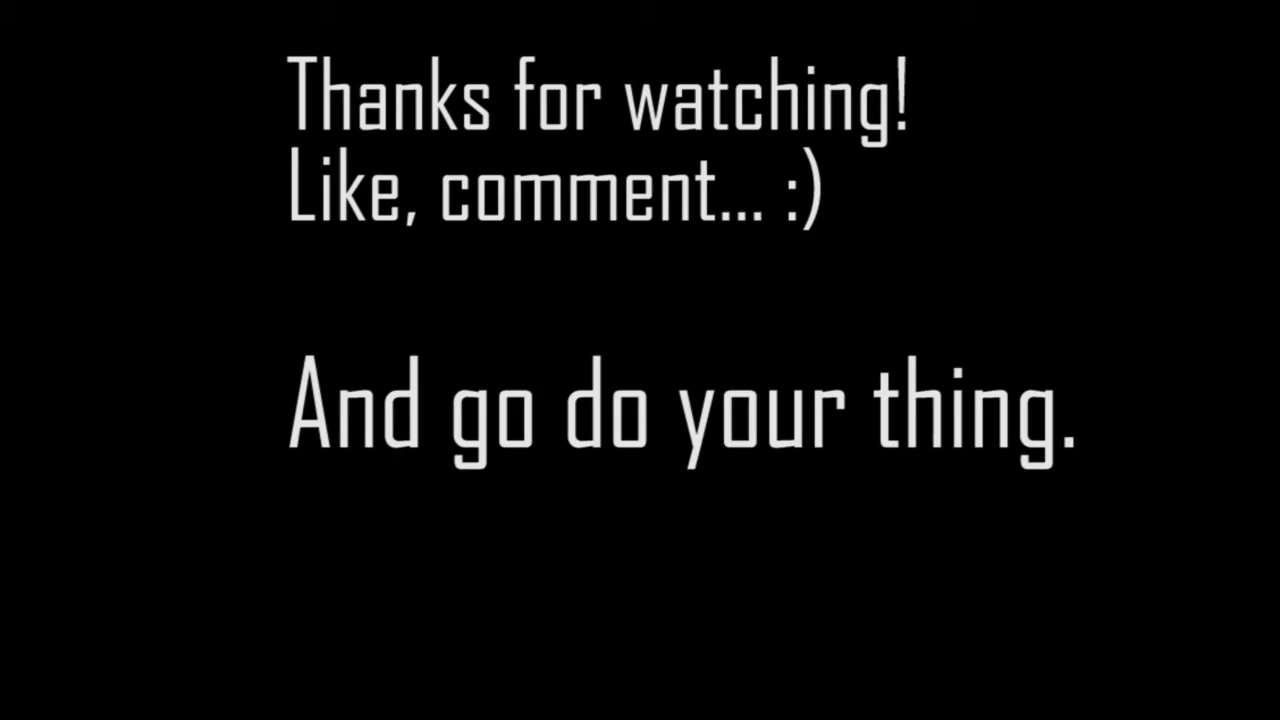 Thanks for watching!
Like, comment... :)
And go do your thing.